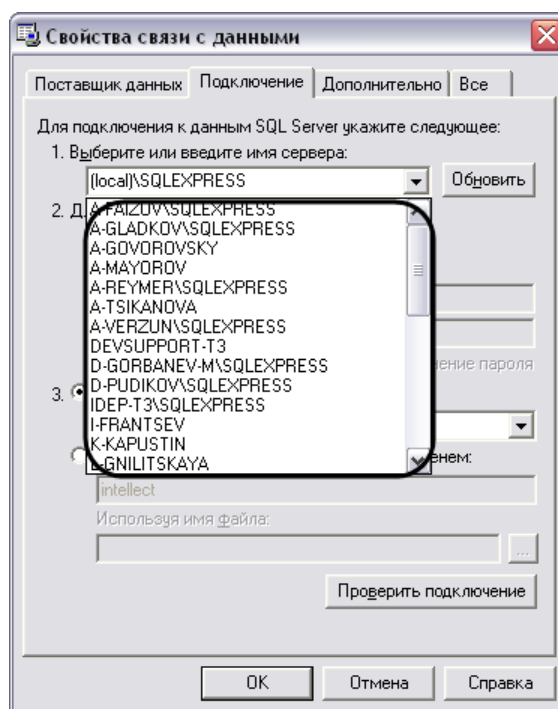 Свойства связи с данными
Поставщик данных Подключение Дополнительно Все
Для подключения к данным SQL Server укажите следующее:
1. Выберите или введите имя сервера:
(local)\SQLEXPRESS Обновить
2. Д
A-FAIZOV\SQLEXPRESS
A-GLADKOV\SQLEXPRESS
A-GOVOROVSKY
A-MAYOROV
A-REYMER\SQLEXPRESS
A-TSIKANOVA
A-VERZUN\SQLEXPRESS
DEVSUPPORT-T3
D-GORBANEV-M\SQLEXPRESS
нение пароля
D-PUDIKOV\SQLEXPRESS
3.
IDEP-T3\SQLEXPRESS
I-FRANTSEV
K-KAPUSTIN
L-GNILITSKAYA
енем:
intellect
Используя имя файла:
...
Проверить подключение
OK Отмена Справка